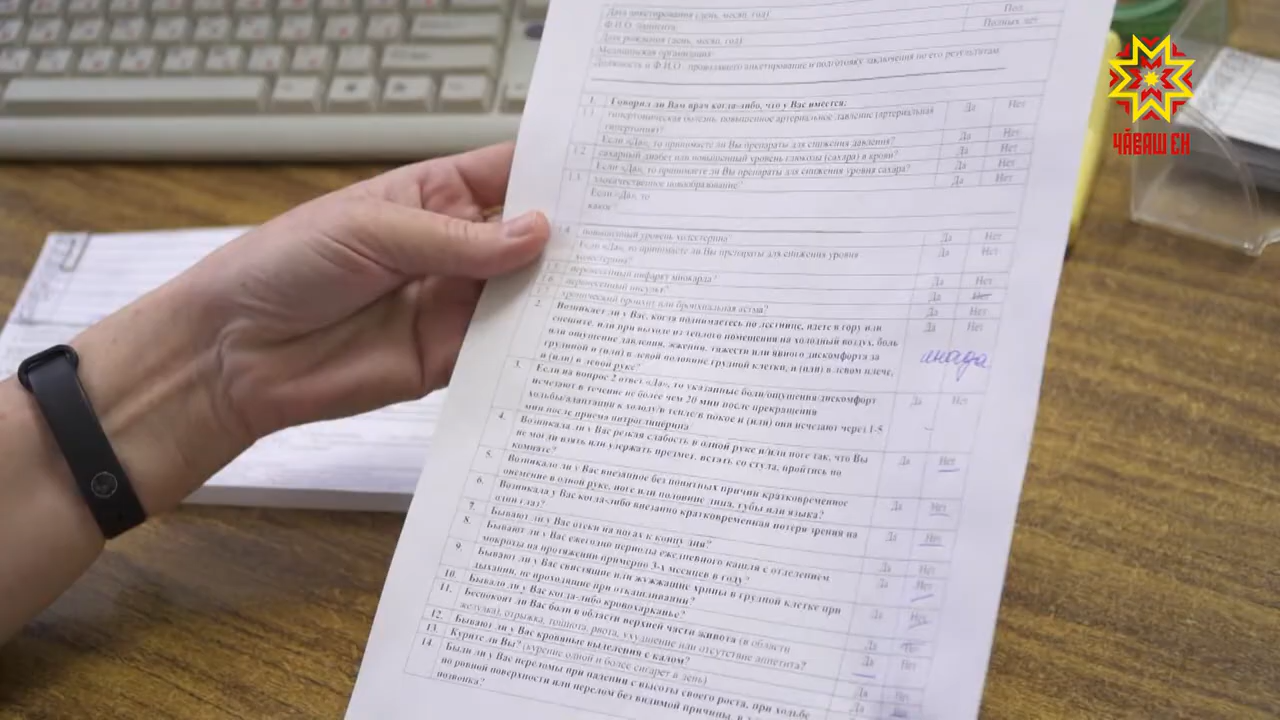 Дата анкетирования (день, месяц, год)
Пол
Ф.И.О. пациента
Полных лет
Дата рождения (день, месяц, год)
Медицинская организация
Должность и Ф.И.О. проводящего анкетирование и подготовку заключения по его результатам
1. Говорил ли Вам врач когда-либо, что у Вас имеется: Да Нет
1.1 гипертоническая болезнь, повышенное артериальное давление (артериальная
гипертония)?
Если «Да», то принимаете ли Вы препараты для снижения давления? Да Нет
1.2 сахарный диабет или повышенный уровень глюкозы (сахара) в крови? Да Нет
Если «Да», то принимаете ли Вы препараты для снижения уровня сахара? Да Нет
1.3 злокачественное новообразование? Да Нет
Если «Да», то
какое?
1.4 повышенный уровень холестерина? Да Нет
Если «Да», то принимаете ли Вы препараты для снижения уровня Да Нет
холестерина?
1.5 перенесенный инфаркт миокарда? Да Нет
1.6 перенесенный инсульт? Да Нет
1.7 хронический бронхит или бронхиальная астма? Да Нет
2. Возникает ли у Вас, когда поднимаетесь по лестнице, идете в гору или Да Нет
спешите, или при выходе из теплого помещения на холодный воздух, боль
или ощущение давления, жжения, тяжести или явного дискомфорта за
грудиной и (или) в левой половине грудной клетки, и (или) в левом плече,
и (или) в левой руке?
иногда
3. Если на вопрос 2 ответ «Да», то указанные боли/ощущения/дискомфорт Да Нет
исчезают в течение не более чем 20 мин после прекращения
ходьбы/адаптации к холоду/в тепле/в покое и (или) они исчезают через 1-5
мин после приема нитроглицерина
4. Возникала ли у Вас резкая слабость в одной руке и/или ноге так, что Вы Да Нет
не могли взять или удержать предмет, встать со стула, пройтись по
комнате?
5. Возникало ли у Вас внезапное без понятных причин кратковременное Да Нет
онемение в одной руке, ноге или половине лица, губы или языка?
6. Возникала у Вас когда-либо внезапно кратковременная потеря зрения на Да Нет
один глаз?
7. Бывают ли у Вас отеки на ногах к концу дня? Да Нет
8. Бывают ли у Вас ежегодно периоды ежедневного кашля с отделением Да Нет
мокроты на протяжении примерно 3-х месяцев в году?
9. Бывают ли у Вас свистящие или жужжащие хрипы в грудной клетке при Да Нет
дыхании, не проходящие при откашливании?
10. Бывало ли у Вас когда-либо кровохарканье? Да Нет
11. Беспокоят ли Вас боли в области верхней части живота (в области Да Нет
желудка), отрыжка, тошнота, рвота, ухудшение или отсутствие аппетита?
12. Бывают ли у Вас кровяные выделения с калом? Да Нет
13. Курите ли Вы? (курение одной и более сигарет в день) Да Нет
14. Были ли у Вас переломы при падении с высоты своего роста, при ходьбе
по ровной поверхности или перелом без видимой причины, в
позвонка?
ЧӐВАШ ЕН